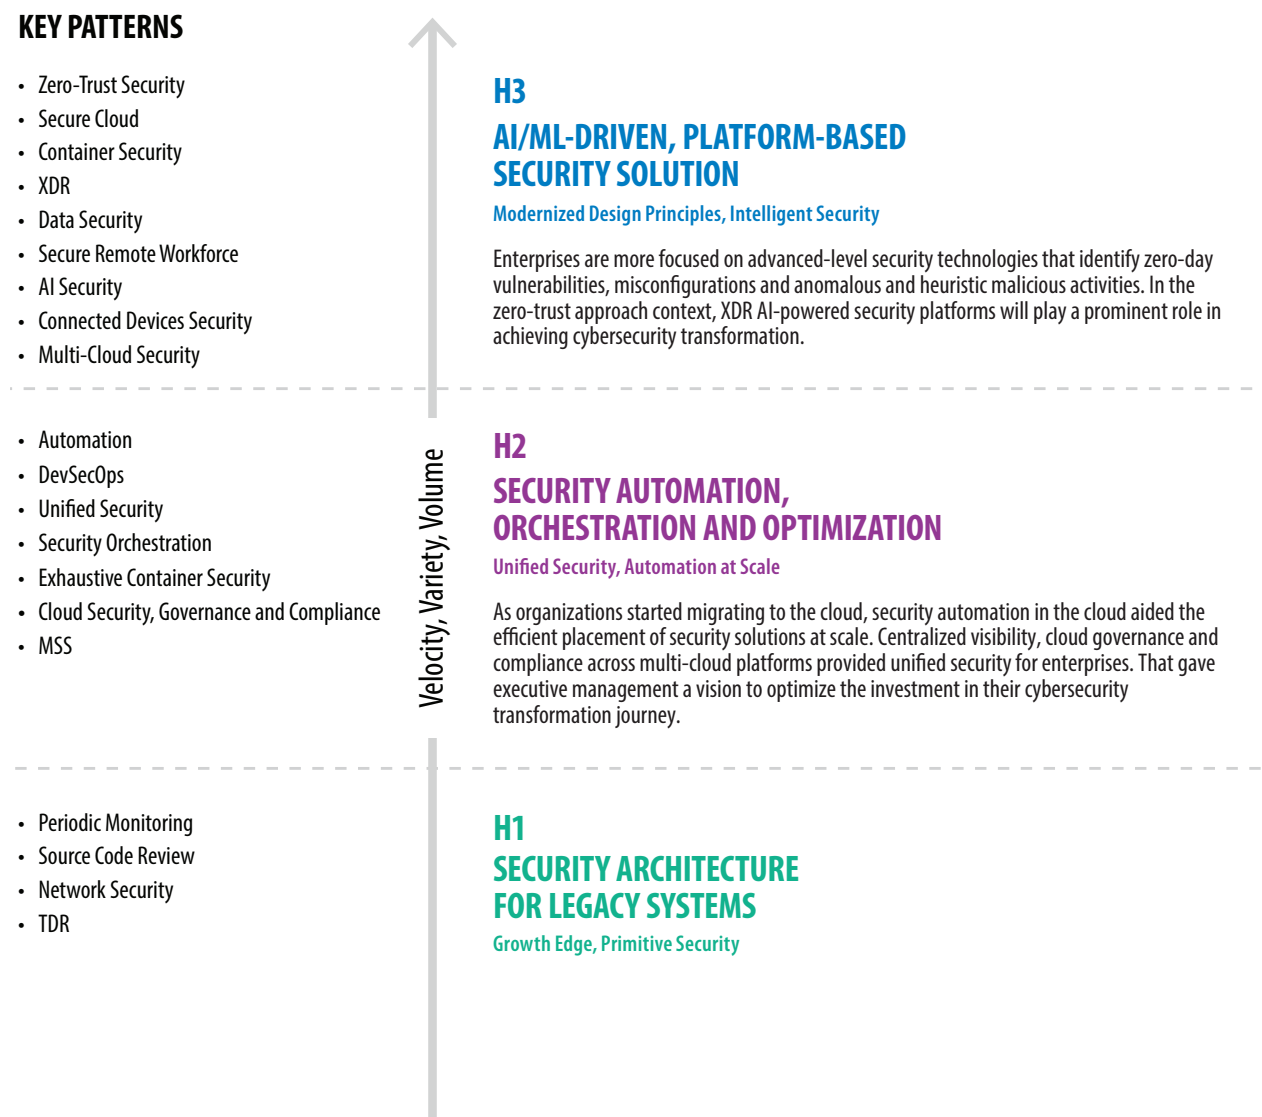 KEY PATTERNS
• Zero-Trust Security
• Secure Cloud
• Container Security
• XDR
• Data Security
• Secure Remote Workforce
• AI Security
• Connected Devices Security
• Multi-Cloud Security
H3
AI/ML-DRIVEN, PLATFORM-BASED
SECURITY SOLUTION
Modernized Design Principles, Intelligent Security
Enterprises are more focused on advanced-level security technologies that identify zero-day
vulnerabilities, misconfigurations and anomalous and heuristic malicious activities. In the
zero-trust approach context, XDR AI-powered security platforms will play a prominent role in
achieving cybersecurity transformation.
• Automation
• DevSecOps
• Unified Security
• Security Orchestration
• Exhaustive Container Security
• Cloud Security, Governance and Compliance
• MSS
Velocity, Variety, Volume
H2
SECURITY AUTOMATION,
ORCHESTRATION AND OPTIMIZATION
Unified Security, Automation at Scale
As organizations started migrating to the cloud, security automation in the cloud aided the
efficient placement of security solutions at scale. Centralized visibility, cloud governance and
compliance across multi-cloud platforms provided unified security for enterprises. That gave
executive management a vision to optimize the investment in their cybersecurity
transformation journey.
• Periodic Monitoring
• Source Code Review
• Network Security
• TDR
H1
SECURITY ARCHITECTURE
FOR LEGACY SYSTEMS
Growth Edge, Primitive Security